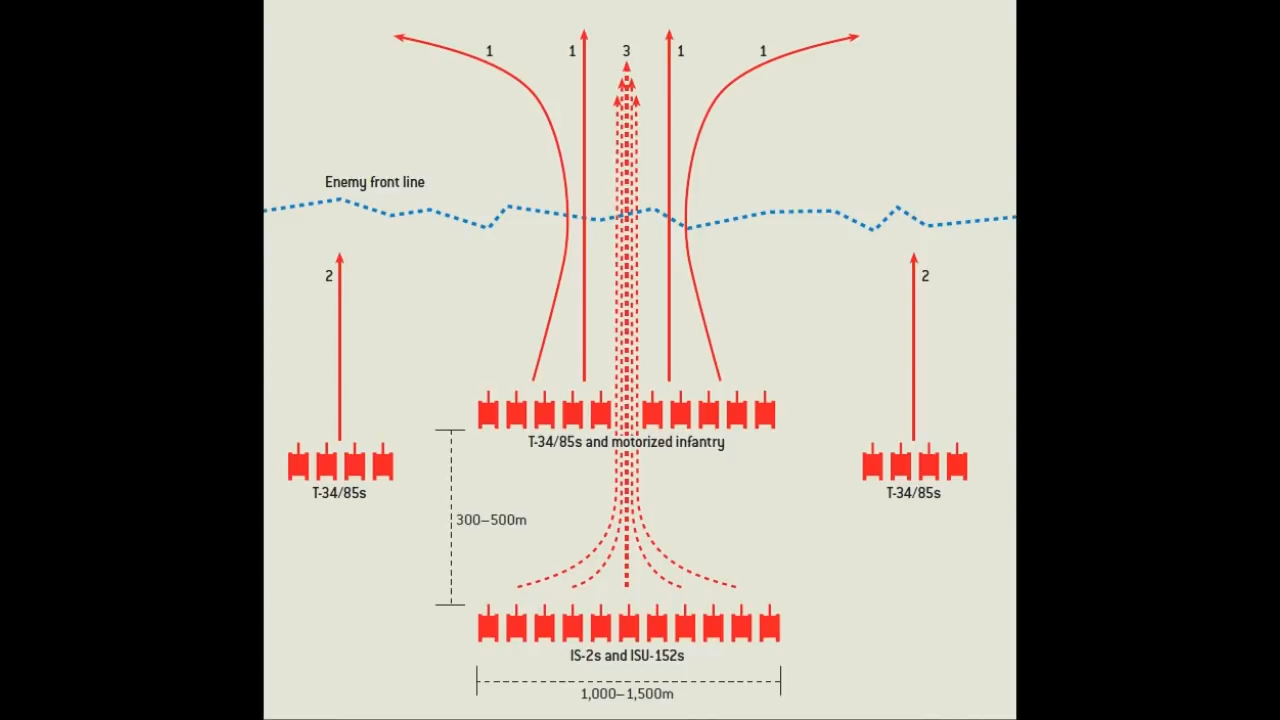 1
1
3
1
1
Enemy front line
2
2
T-34/85s and motorized infantry
T-34/85s
T-34/85s
300–500m
IS-2s and ISU-152s
1,000–1,500m